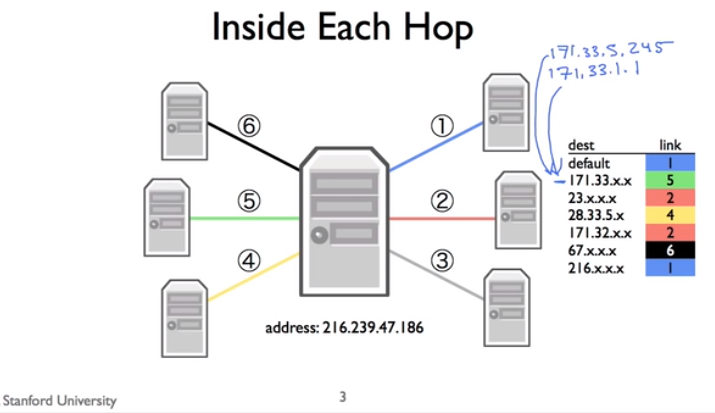 Inside Each Hop
171.33.5.245
171.33.1.1
⑥
①
⑤
②
④
③
dest link
default 1
171.33.x.x 5
23.x.x.x 2
28.33.5.x 4
171.32.x.x 2
67.x.x.x 6
216.x.x.x 1
address: 216.239.47.186
Stanford University
3